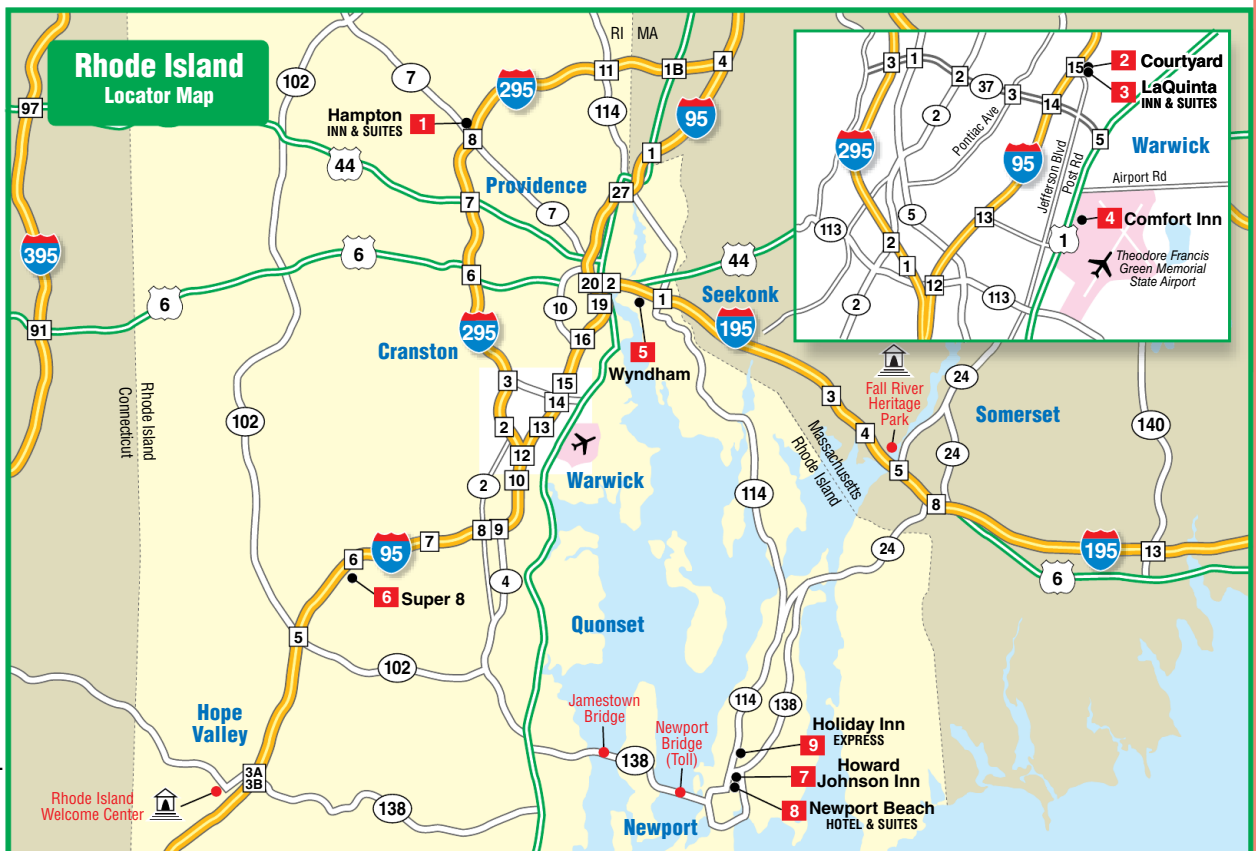 Rhode Island
Locator Map
RI
MA
102
7
11
1B
4
295
114
95
97
Hampton
INN & SUITES
1
8
1
44
Providence
27
7
7
395
6
6
6
20
2
10
19
1
44
Seekonk
195
91
295
Cranston
16
5
Wyndham
3
15
14
2
13
12
10
2
Warwick
Rhode Island
Connecticut
102
114
Massachusetts
Rhode Island
3
4
5
8
Fall River
Heritage
Park
24
Somerset
24
140
24
195
13
6
8
9
7
95
6
6
Super 8
4
5
102
Quonset
Hope
Valley
Jamestown
Bridge
138
Newport
Bridge
(Toll)
114
138
Holiday Inn
EXPRESS
9
Howard
Johnson Inn
7
Newport Beach
HOTEL & SUITES
8
Newport
3A
3B
Rhode Island
Welcome Center
138
3
1
2
37
3
14
15
2
Courtyard
3
LaQuinta
INN & SUITES
2
Pontiac Ave
95
295
5
Warwick
Jefferson Blvd
Post Rd
Airport Rd
113
5
13
4
Comfort Inn
1
Theodore Francis
Green Memorial
State Airport
2
1
12
113
2